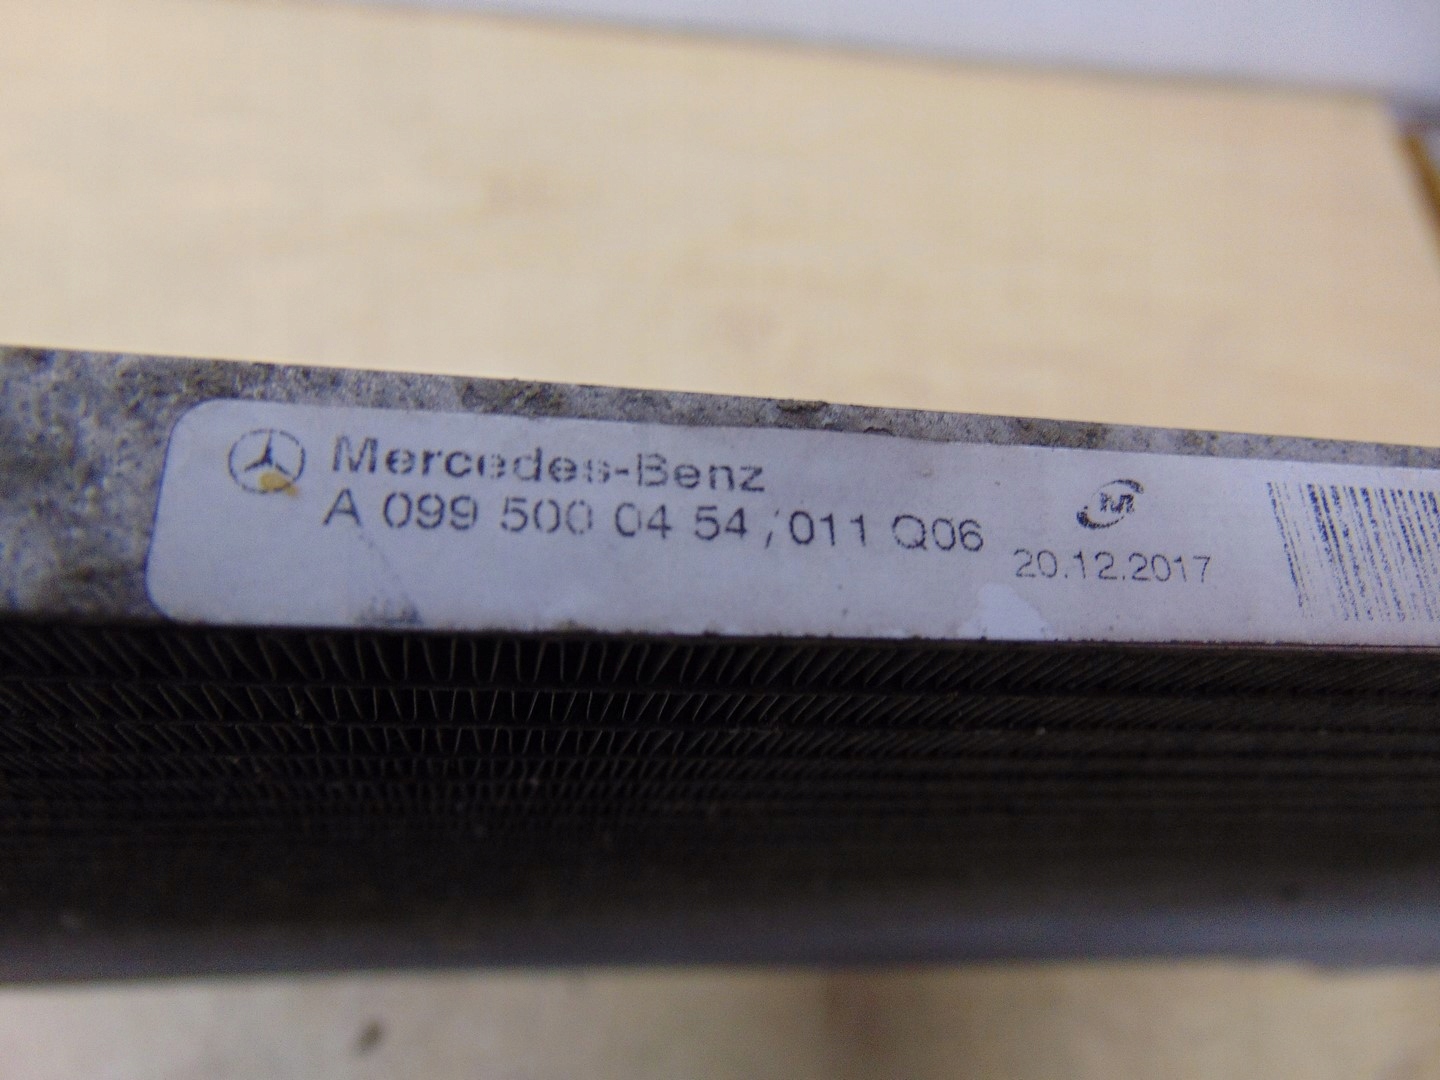 Mercedes-Benz
A 099 500 04 54 / 011 Q06
20.12.2017